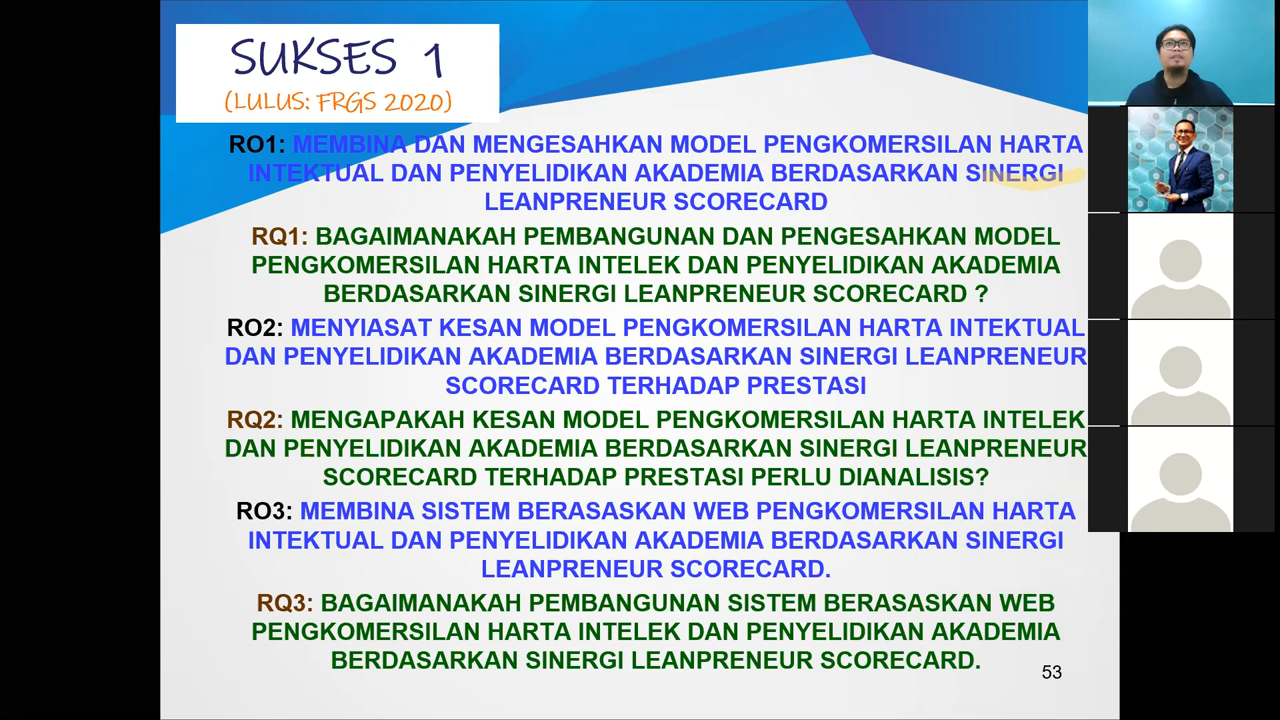 SUKSES 1
(LULUS: FRGS 2020)
RO1: MEMBINA DAN MENGESAHKAN MODEL PENGKOMERSILAN HARTA
INTEKTUAL DAN PENYELIDIKAN AKADEMIA BERDASARKAN SINERGI
LEANPRENEUR SCORECARD
RQ1: BAGAIMANAKAH PEMBANGUNAN DAN PENGESAHKAN MODEL
PENGKOMERSILAN HARTA INTELEK DAN PENYELIDIKAN AKADEMIA
BERDASARKAN SINERGI LEANPRENEUR SCORECARD ?
RO2: MENYIASAT KESAN MODEL PENGKOMERSILAN HARTA INTEKTUAL
DAN PENYELIDIKAN AKADEMIA BERDASARKAN SINERGI LEANPRENEUR
SCORECARD TERHADAP PRESTASI
RQ2: MENGAPAKAH KESAN MODEL PENGKOMERSILAN HARTA INTELEK
DAN PENYELIDIKAN AKADEMIA BERDASARKAN SINERGI LEANPRENEUR
SCORECARD TERHADAP PRESTASI PERLU DIANALISIS?
RO3: MEMBINA SISTEM BERASASKAN WEB PENGKOMERSILAN HARTA
INTEKTUAL DAN PENYELIDIKAN AKADEMIA BERDASARKAN SINERGI
LEANPRENEUR SCORECARD.
RQ3: BAGAIMANAKAH PEMBANGUNAN SISTEM BERASASKAN WEB
PENGKOMERSILAN HARTA INTELEK DAN PENYELIDIKAN AKADEMIA
BERDASARKAN SINERGI LEANPRENEUR SCORECARD.
53